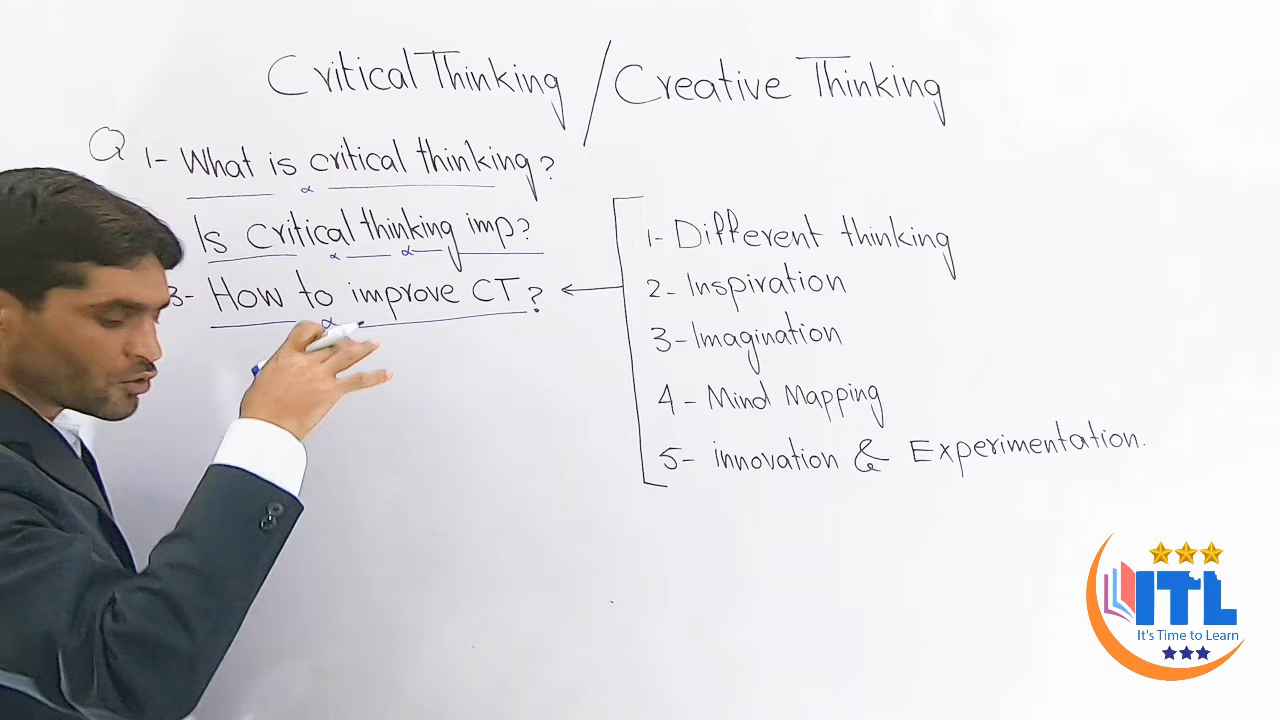 Critical Thinking / Creative Thinking
Q 1- What is critical thinking?
Is critical thinking imp?
3- How to improve CT?
1- Different thinking
2- Inspiration
3- Imagination
4- Mind Mapping
5- innovation & Experimentation.
ITL
It's Time to Learn